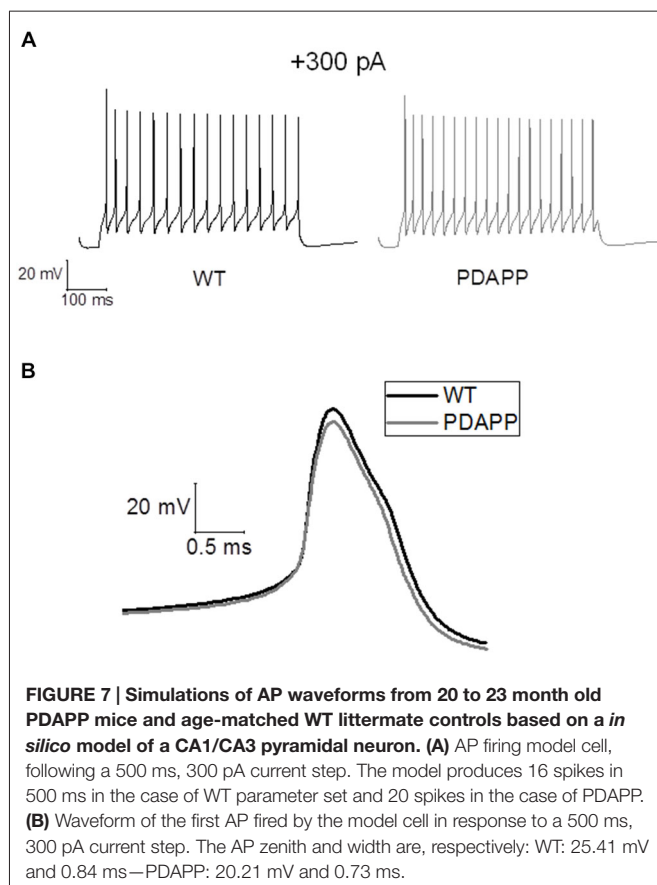 A
+300 pA
20 mV
100 ms
WT
PDAPP
B
WT
PDAPP
20 mV
0.5 ms
FIGURE 7 | Simulations of AP waveforms from 20 to 23 month old
PDAPP mice and age-matched WT littermate controls based on a in
silico model of a CA1/CA3 pyramidal neuron. (A) AP firing model cell,
following a 500 ms, 300 pA current step. The model produces 16 spikes in
500 ms in the case of WT parameter set and 20 spikes in the case of PDAPP.
(B) Waveform of the first AP fired by the model cell in response to a 500 ms,
300 pA current step. The AP zenith and width are, respectively: WT: 25.41 mV
and 0.84 ms—PDAPP: 20.21 mV and 0.73 ms.